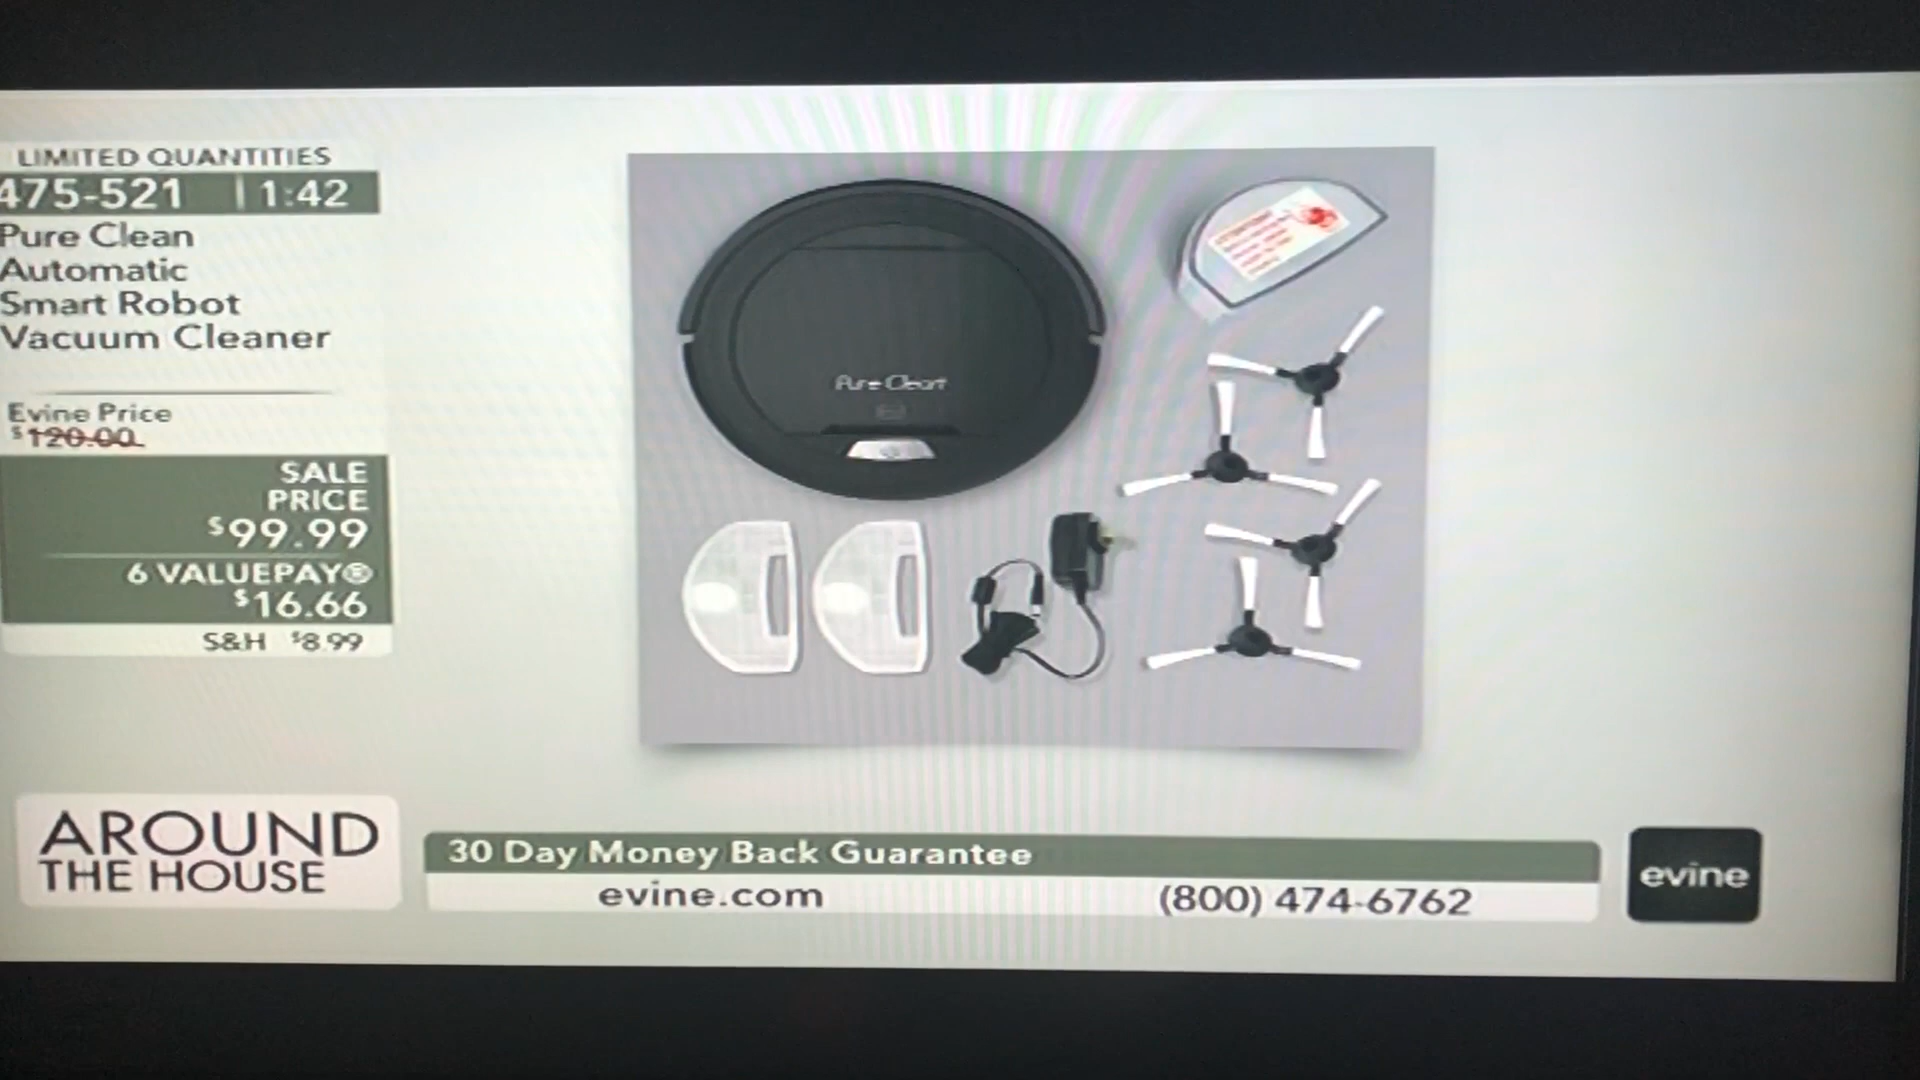 LIMITED QUANTITIES
475-521 | 1:42
Pure Clean
Automatic
Smart Robot
Vacuum Cleaner
Evine Price
$120.00
SALE
PRICE
$99.99
6 VALUEPAY®
$16.66
S&H $8.99
Pure Clean
AROUND
THE HOUSE
30 Day Money Back Guarantee
evine.com (800) 474-6762
evine